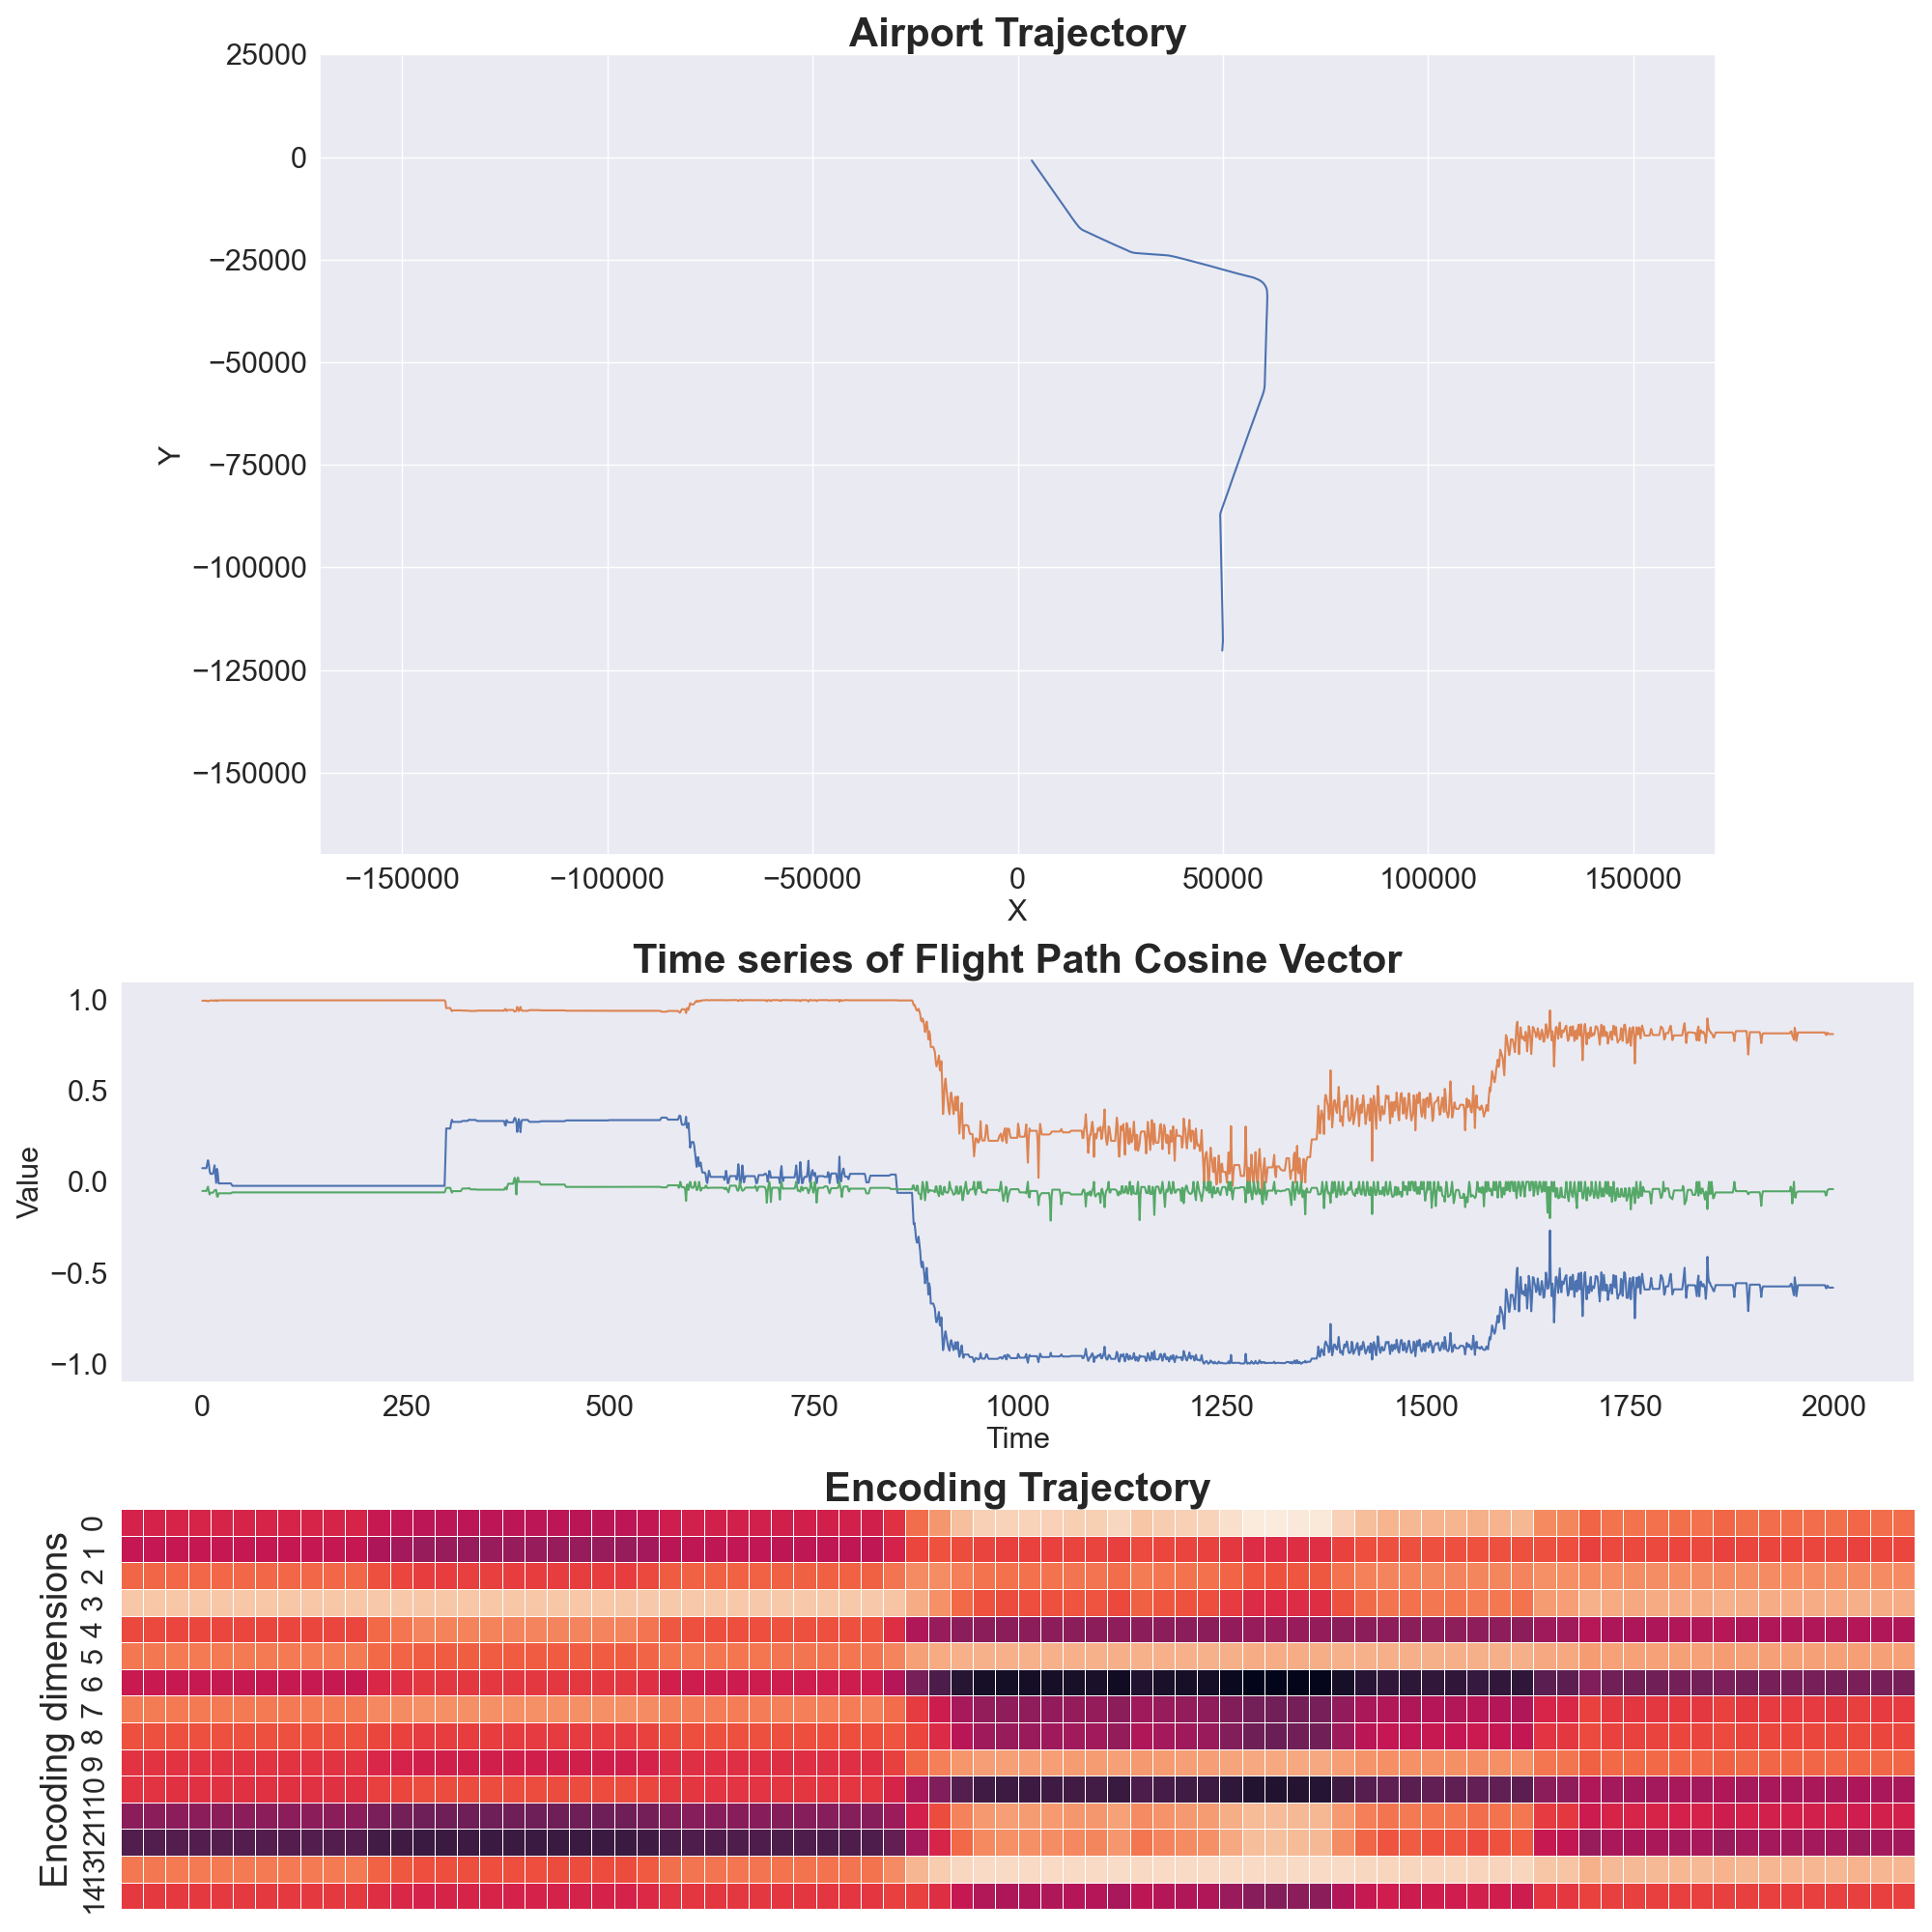 Airport Trajectory
25000
0
−25000
−50000
−75000
−100000
−125000
−150000
Y
−150000 −100000 −50000 0 50000 100000 150000
X
Time series of Flight Path Cosine Vector
1.0
0.5
0.0
−0.5
−1.0
Value
0 250 500 750 1000 1250 1500 1750 2000
Time
Encoding Trajectory
Encoding dimensions
0
1
2
3
4
5
6
7
8
9
10
11
12
13
14